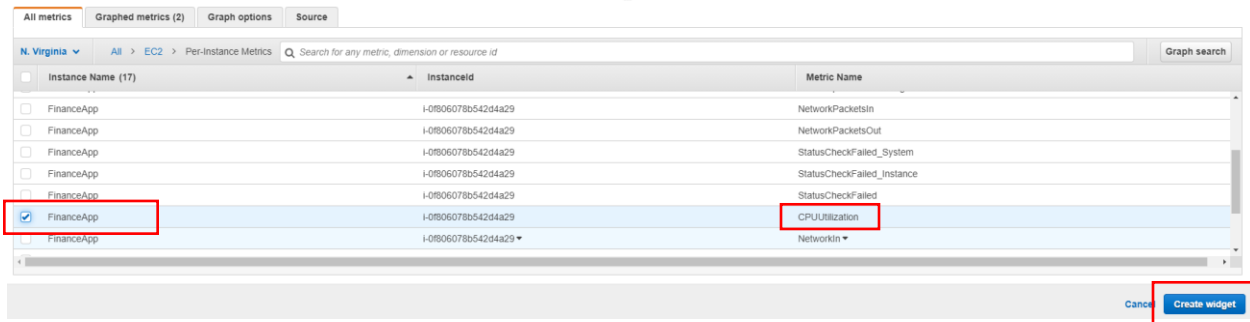 All metrics Graphed metrics (2) Graph options Source
N. Virginia All > EC2 > Per-Instance Metrics Search for any metric, dimension or resource id Graph search
Instance Name (17) InstanceId Metric Name
FinanceApp i-0f806078b542d4a29 NetworkPacketsIn
FinanceApp i-0f806078b542d4a29 NetworkPacketsOut
FinanceApp i-0f806078b542d4a29 StatusCheckFailed_System
FinanceApp i-0f806078b542d4a29 StatusCheckFailed_Instance
FinanceApp i-0f806078b542d4a29 StatusCheckFailed
FinanceApp i-0f806078b542d4a29 CPUUtilization
FinanceApp i-0f806078b542d4a29 NetworkIn
Cancel Create widget